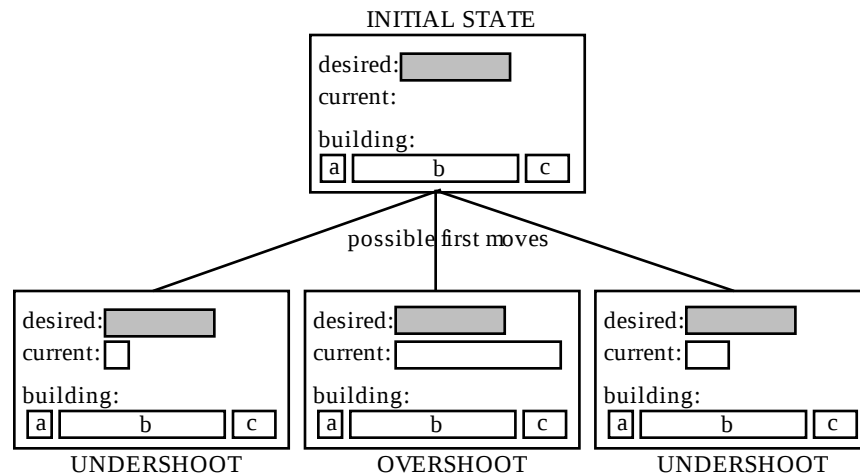 INITIAL STATE
desired:
current:
building:
a b c
possible first moves
desired:
current:
building:
a b c
UNDERSHOOT
desired:
current:
building:
a b c
OVERSHOOT
desired:
current:
building:
a b c
UNDERSHOOT